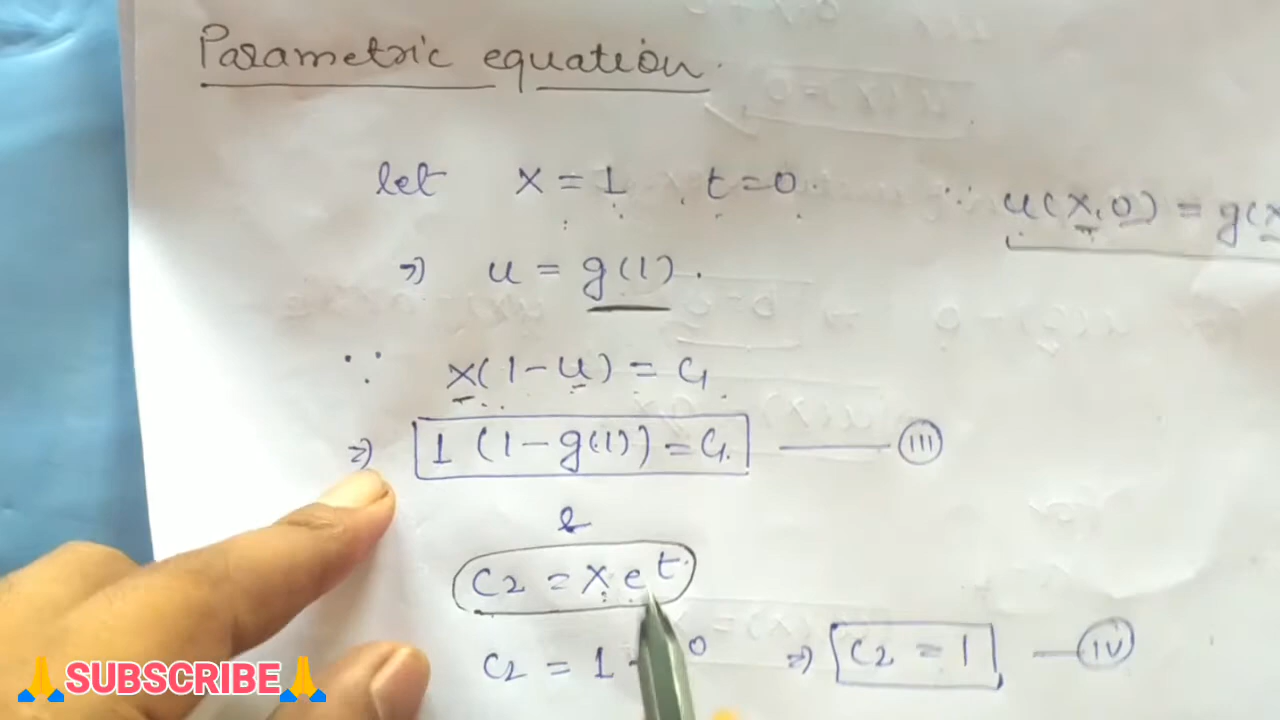 Parametric equation.
let x = 1, t = 0. ∵ u(x,0) = g(x
⇒ u = g(1).
∵ x(1-u) = C1
⇒ 1 (1-g(1)) = C1 — III
&
C2 = x e^t
C2 = 1 0 ⇒ C2 = 1 — IV
🙏SUBSCRIBE🙏